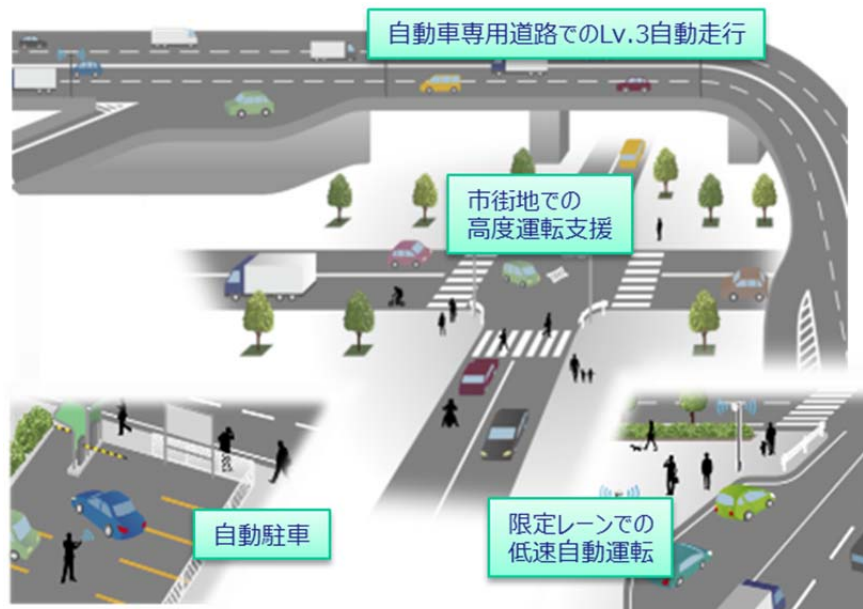 自動車専用道路でのLv.3自動走行
市街地での
高度運転支援
自動駐車
限定レーンでの
低速自動運転